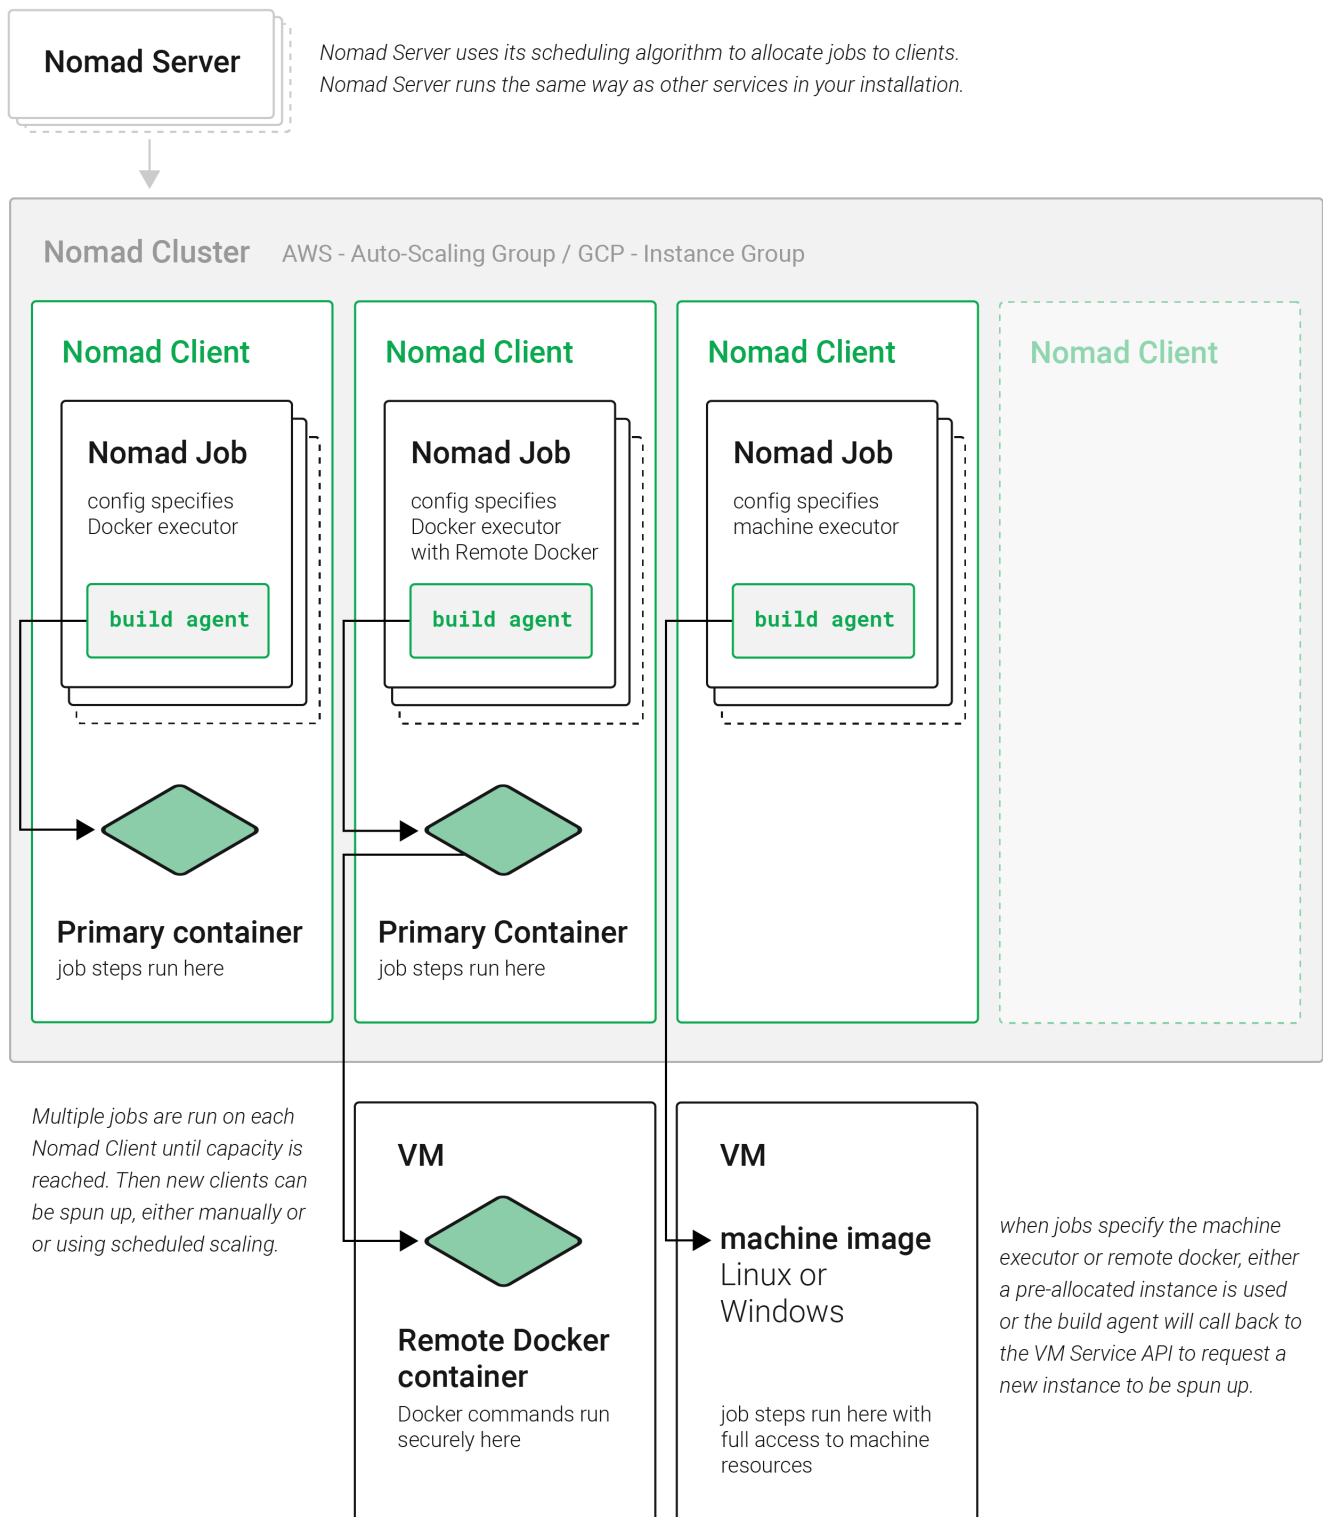 Nomad Server
Nomad Server uses its scheduling algorithm to allocate jobs to clients.
Nomad Server runs the same way as other services in your installation.
Nomad Cluster
AWS - Auto-Scaling Group / GCP - Instance Group
Nomad Client
Nomad Job
config specifies
Docker executor
build agent
Primary container
job steps run here
Nomad Client
Nomad Job
config specifies
Docker executor
with Remote Docker
build agent
Primary Container
job steps run here
Nomad Client
Nomad Job
config specifies
machine executor
build agent
Nomad Client
Multiple jobs are run on each
Nomad Client until capacity is
reached. Then new clients can
be spun up, either manually or
or using scheduled scaling.
VM
Remote Docker
container
Docker commands run
securely here
VM
machine image
Linux or
Windows
job steps run here with
full access to machine
resources
when jobs specify the machine
executor or remote docker, either
a pre-allocated instance is used
or the build agent will call back to
the VM Service API to request a
new instance to be spun up.